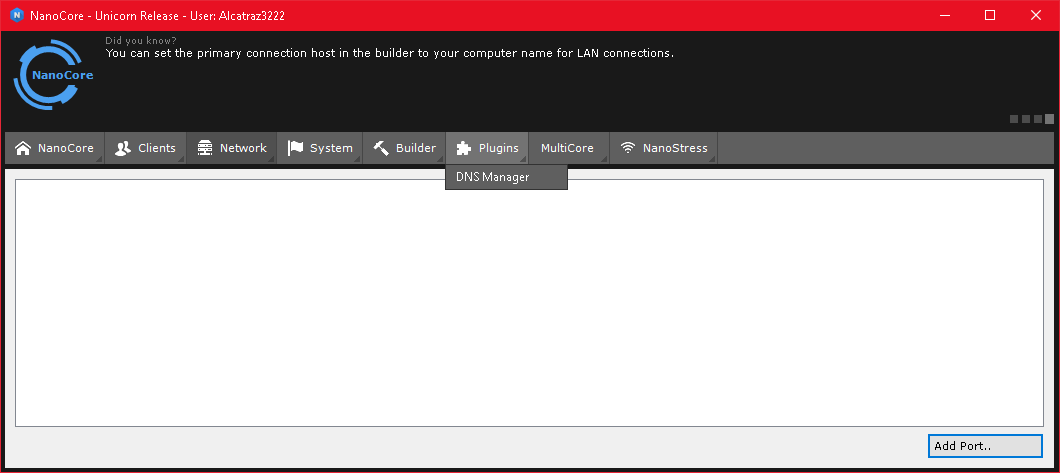 NanoCore - Unicorn Release - User: Alcatraz3222
Did you know?
You can set the primary connection host in the builder to your computer name for LAN connections.
NanoCore
NanoCore Clients Network System Builder Plugins MultiCore NanoStress
DNS Manager
Add Port..